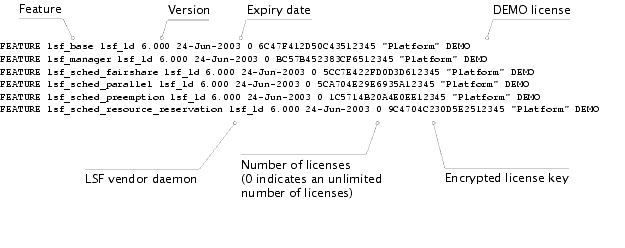 Feature Version Expiry date DEMO license
FEATURE lsf_base lsf_ld 6.000 24-Jun-2003 0 6C47F412D50C43512345 "Platform" DEMO
FEATURE lsf_manager lsf_ld 6.000 24-Jun-2003 0 BC57B452383CF6512345 "Platform" DEMO
FEATURE lsf_sched_fairshare lsf_ld 6.000 24-Jun-2003 0 5CC7E422FD0D3D612345 "Platform" DEMO
FEATURE lsf_sched_parallel lsf_ld 6.000 24-Jun-2003 0 5CA704E29E6935A12345 "Platform" DEMO
FEATURE lsf_sched_preemption lsf_ld 6.000 24-Jun-2003 0 1C5714B20A4E0EE12345 "Platform" DEMO
FEATURE lsf_sched_resource_reservation lsf_ld 6.000 24-Jun-2003 0 9C4704C230D5E2512345 "Platform" DEMO
LSF vendor daemon
Number of licenses
(0 indicates an unlimited
number of licenses)
Encrypted license key